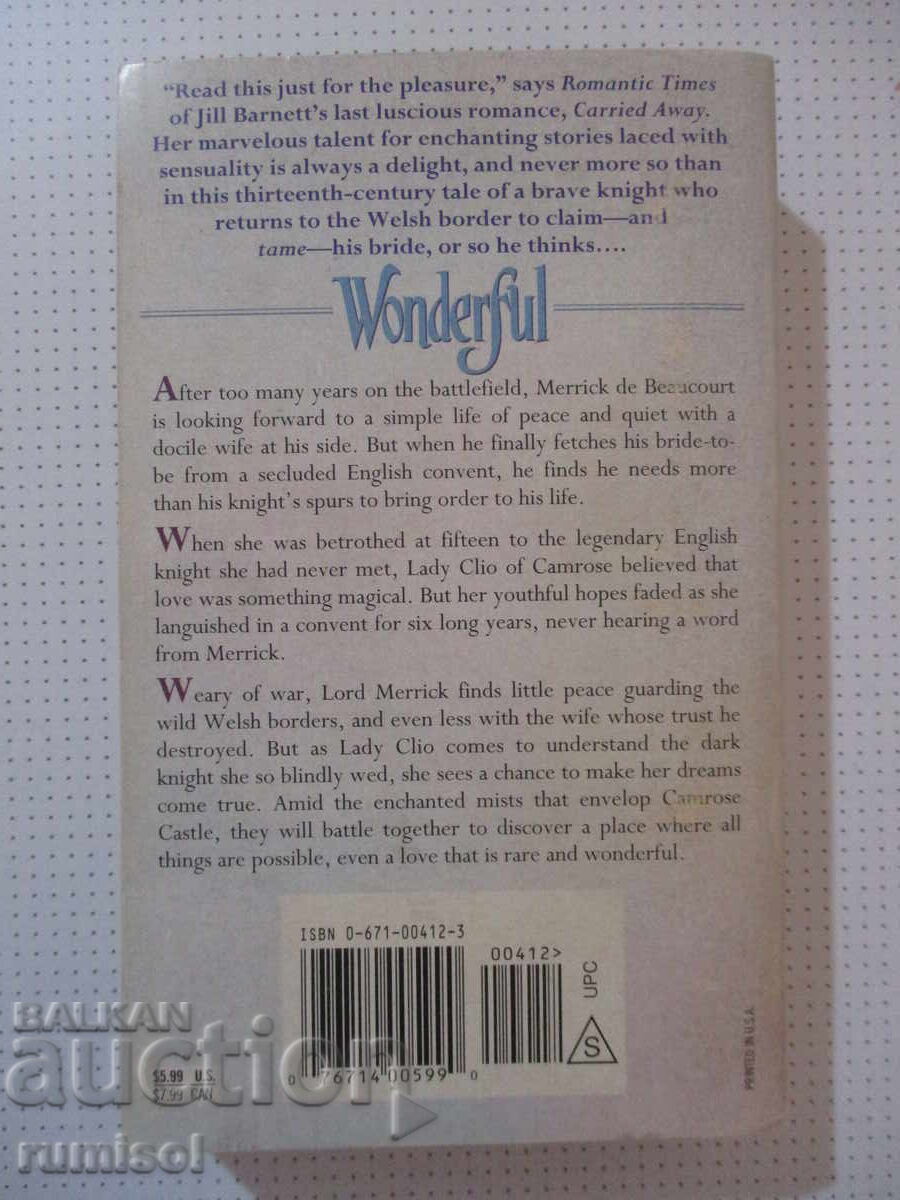 “Read this just for the pleasure,” says Romantic Times
of Jill Barnett’s last luscious romance, Carried Away.
Her marvelous talent for enchanting stories laced with
sensuality is always a delight, and never more so than
in this thirteenth-century tale of a brave knight who
returns to the Welsh border to claim—and
tame—his bride, or so he thinks….
Wonderful
After too many years on the battlefield, Merrick de Beaucourt
is looking forward to a simple life of peace and quiet with a
docile wife at his side. But when he finally fetches his bride-to-
be from a secluded English convent, he finds he needs more
than his knight’s spurs to bring order to his life.
When she was betrothed at fifteen to the legendary English
knight she had never met, Lady Clio of Camrose believed that
love was something magical. But her youthful hopes faded as she
languished in a convent for six long years, never hearing a word
from Merrick.
Weary of war, Lord Merrick finds little peace guarding the
wild Welsh borders, and even less with the wife whose trust he
destroyed. But as Lady Clio comes to understand the dark
knight she so blindly wed, she sees a chance to make her dreams
come true. Amid the enchanted mists that envelop Camrose
Castle, they will battle together to discover a place where all
things are possible, even a love that is rare and wonderful.
ISBN 0-671-00412-3
00412>
UPC
S
0 76714 00599 0
$5.99 U.S.
$7.99 CAN
PRINTED IN U.S.A.
BALKAN
auction
rumisol